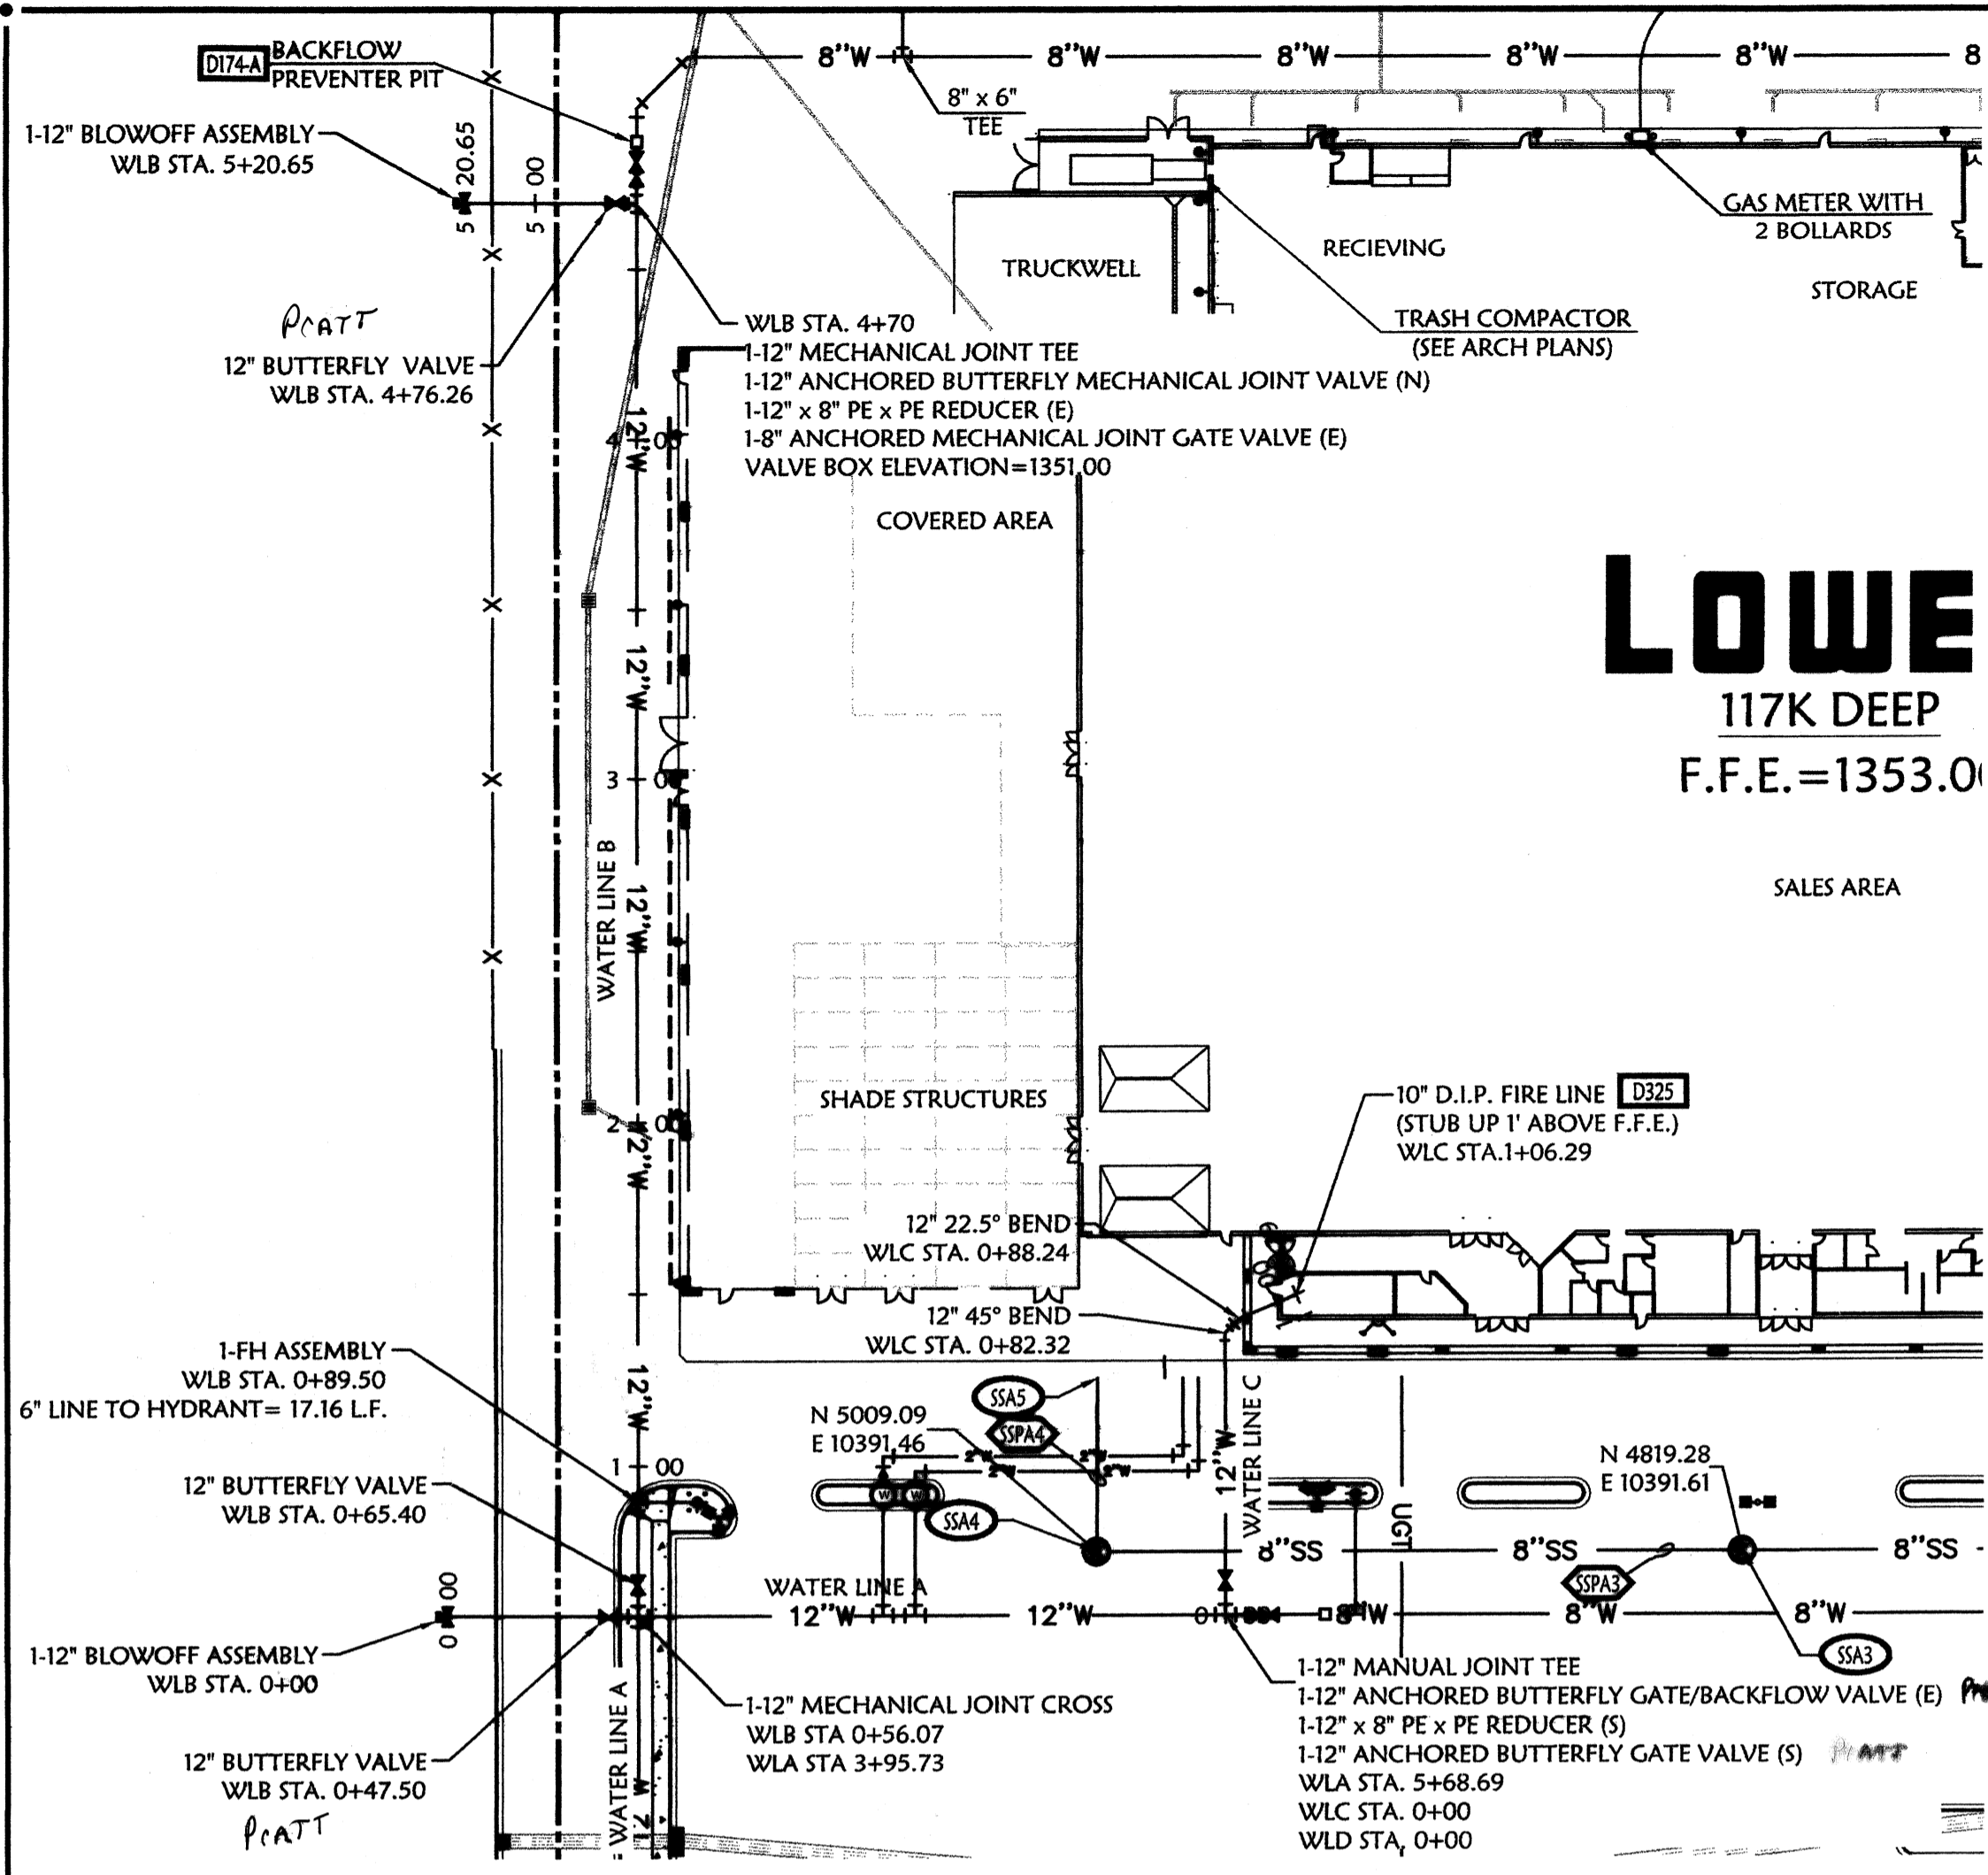 D174-A
BACKFLOW
PREVENTER PIT
8"W
8"W
8"W
8"W
8"W
8
1-12" BLOWOFF ASSEMBLY
WLB STA. 5+20.65
5 20.65
5 00
8" x 6"
TEE
GAS METER WITH
2 BOLLARDS
TRUCKWELL
RECIEVING
STORAGE
PRATT
12" BUTTERFLY VALVE
WLB STA. 4+76.26
WLB STA. 4+70
1-12" MECHANICAL JOINT TEE
1-12" ANCHORED BUTTERFLY MECHANICAL JOINT VALVE (N)
1-12" x 8" PE x PE REDUCER (E)
1-8" ANCHORED MECHANICAL JOINT GATE VALVE (E)
VALVE BOX ELEVATION=1351.00
TRASH COMPACTOR
(SEE ARCH PLANS)
12"W
4 00
COVERED AREA
LOWE
117K DEEP
F.F.E.=1353.0
12"W
3 00
WATER LINE B
12"W
SALES AREA
SHADE STRUCTURES
2 00
12"W
10" D.I.P. FIRE LINE
D325
(STUB UP 1' ABOVE F.F.E.)
WLC STA.1+06.29
12" 22.5° BEND
WLC STA. 0+88.24
12" 45° BEND
WLC STA. 0+82.32
1-FH ASSEMBLY
WLB STA. 0+89.50
6" LINE TO HYDRANT= 17.16 L.F.
12"W
SSA5
SSPA4
N 5009.09
E 10391.46
2"W
2"W
2"W
2"W
12"W
WATER LINE C
N 4819.28
E 10391.61
12" BUTTERFLY VALVE
WLB STA. 0+65.40
1 00
W
W
SSA4
UGT
8"SS
8"SS
8"SS
SSPA3
WATER LINE A
0 00
12"W
12"W
0
8"W
8"W
8"W
SSA3
1-12" BLOWOFF ASSEMBLY
WLB STA. 0+00
1-12" MECHANICAL JOINT CROSS
WLB STA 0+56.07
WLA STA 3+95.73
1-12" MANUAL JOINT TEE
1-12" ANCHORED BUTTERFLY GATE/BACKFLOW VALVE (E)
1-12" x 8" PE x PE REDUCER (S)
1-12" ANCHORED BUTTERFLY GATE VALVE (S) PRATT
WLA STA. 5+68.69
WLC STA. 0+00
WLD STA, 0+00
12" BUTTERFLY VALVE
WLB STA. 0+47.50
PRATT
WATER LINE A